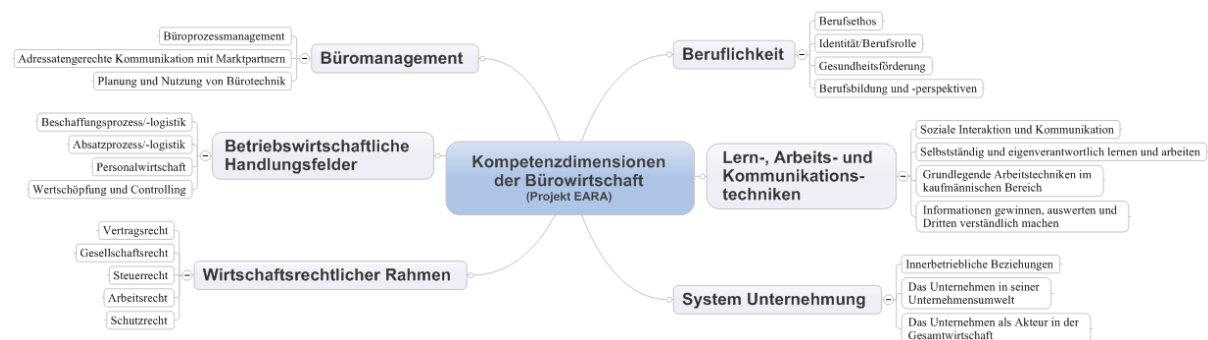 Kompetenzdimensionen
der Bürowirtschaft
(Projekt EARA)
Büromanagement
Büroprozessmanagement
Adressatengerechte Kommunikation mit Marktpartnern
Planung und Nutzung von Bürotechnik
Betriebswirtschaftliche
Handlungsfelder
Beschaffungsprozess/-logistik
Absatzprozess/-logistik
Personalwirtschaft
Wertschöpfung und Controlling
Wirtschaftsrechtlicher Rahmen
Vertragsrecht
Gesellschaftsrecht
Steuerrecht
Arbeitsrecht
Schutzrecht
Beruflichkeit
Berufsethos
Identität/Berufsrolle
Gesundheitsförderung
Berufsbildung und -perspektiven
Lern-, Arbeits- und
Kommunikations-
techniken
Soziale Interaktion und Kommunikation
Selbstständig und eigenverantwortlich lernen und arbeiten
Grundlegende Arbeitstechniken im
kaufmännischen Bereich
Informationen gewinnen, auswerten und
Dritten verständlich machen
System Unternehmung
Innerbetriebliche Beziehungen
Das Unternehmen in seiner
Unternehmensumwelt
Das Unternehmen als Akteur in der
Gesamtwirtschaft